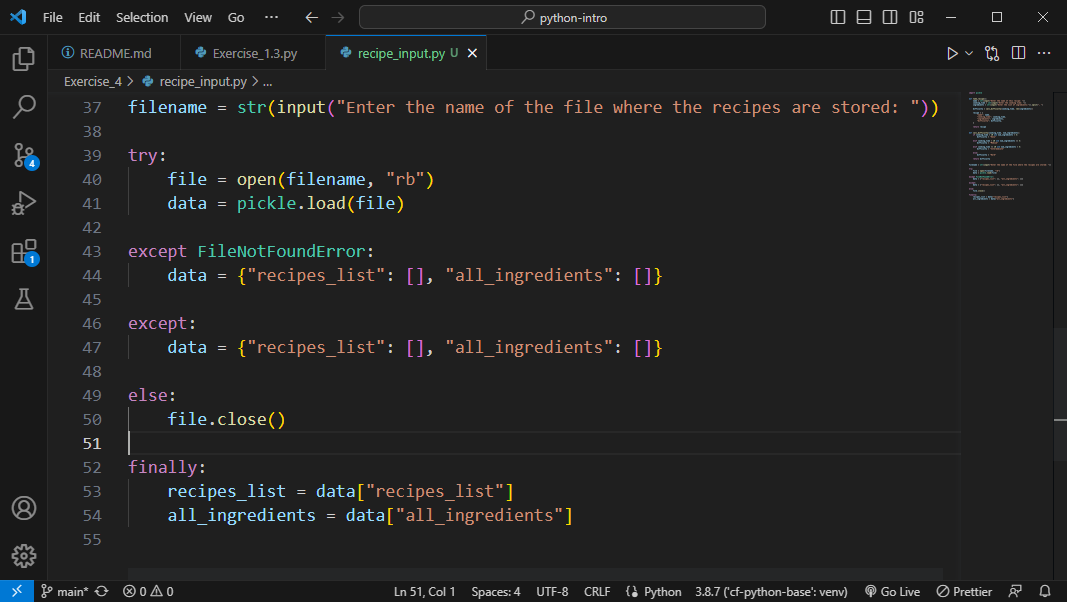 File Edit Selection View Go ··· python-intro
README.md Exercise_1.3.py recipe_input.py U
Exercise_4 > recipe_input.py > ...
37 filename = str(input("Enter the name of the file where the recipes are stored: "))
38
39 try:
40 file = open(filename, "rb")
41 data = pickle.load(file)
42
43 except FileNotFoundError:
44 data = {"recipes_list": [], "all_ingredients": []}
45
46 except:
47 data = {"recipes_list": [], "all_ingredients": []}
48
49 else:
50 file.close()
51
52 finally:
53 recipes_list = data["recipes_list"]
54 all_ingredients = data["all_ingredients"]
55
4
1
main* 0 0 Ln 51, Col 1 Spaces: 4 UTF-8 CRLF Python 3.8.7 ('cf-python-base': venv) Go Live Prettier